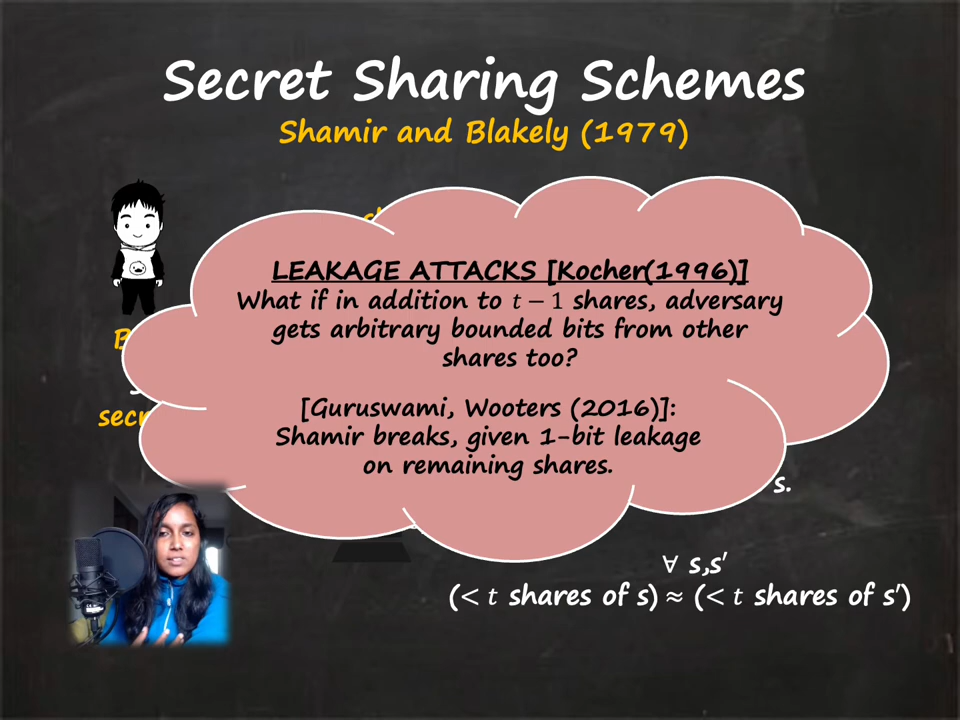 Secret Sharing Schemes
Shamir and Blakely (1979)
LEAKAGE ATTACKS [Kocher(1996)]
What if in addition to t − 1 shares, adversary
gets arbitrary bounded bits from other
shares too?
[Guruswami, Wooters (2016)]:
Shamir breaks, given 1-bit leakage
on remaining shares.
s.
∀ s,s'
(< t shares of s) ≈ (< t shares of s')